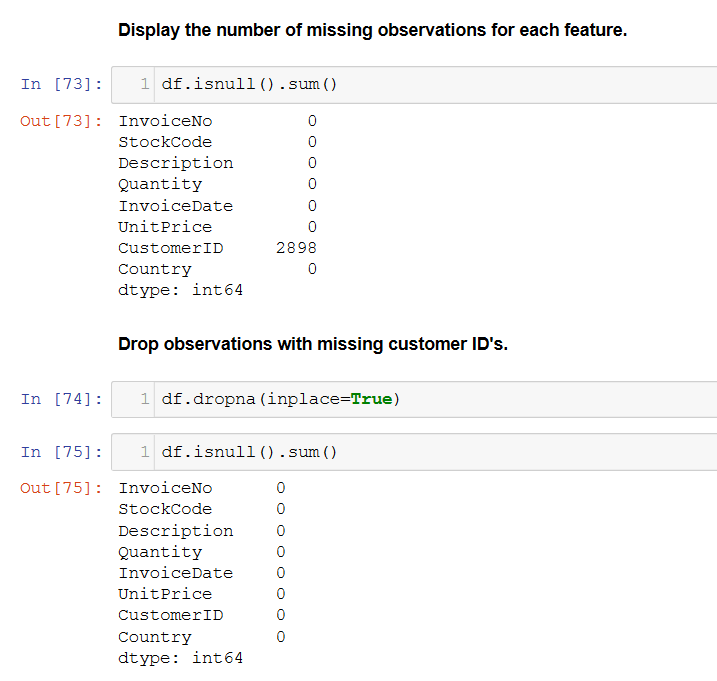 Display the number of missing observations for each feature.
In [73]: 1 df.isnull().sum()
Out[73]: InvoiceNo 0
StockCode 0
Description 0
Quantity 0
InvoiceDate 0
UnitPrice 0
CustomerID 2898
Country 0
dtype: int64
Drop observations with missing customer ID's.
In [74]: 1 df.dropna(inplace=True)
In [75]: 1 df.isnull().sum()
Out[75]: InvoiceNo 0
StockCode 0
Description 0
Quantity 0
InvoiceDate 0
UnitPrice 0
CustomerID 0
Country 0
dtype: int64